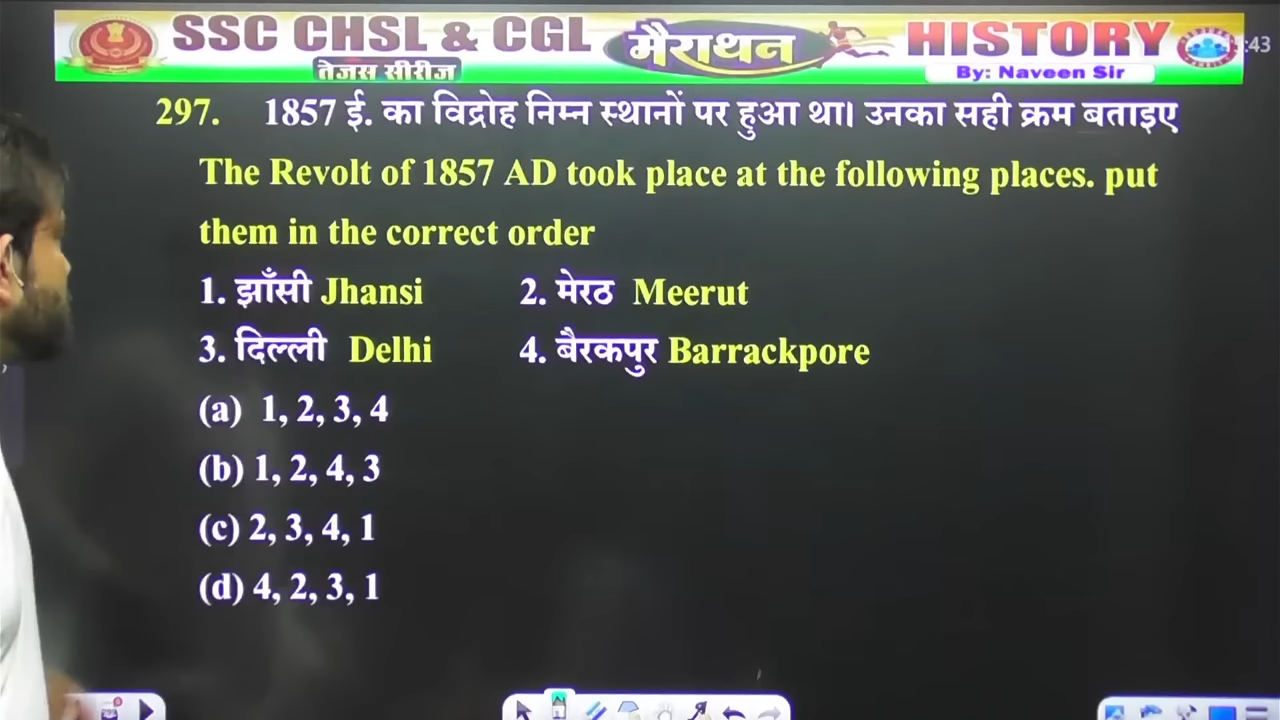 SSC CHSL & CGL मैराथन HISTORY
:43
तेजस सीरीज By: Naveen Sir
297. 1857 ई. का विद्रोह निम्न स्थानों पर हुआ था। उनका सही क्रम बताइए
The Revolt of 1857 AD took place at the following places. put
them in the correct order
1. झाँसी Jhansi 2. मेरठ Meerut
3. दिल्ली Delhi 4. बैरकपुर Barrackpore
(a) 1, 2, 3, 4
(b) 1, 2, 4, 3
(c) 2, 3, 4, 1
(d) 4, 2, 3, 1